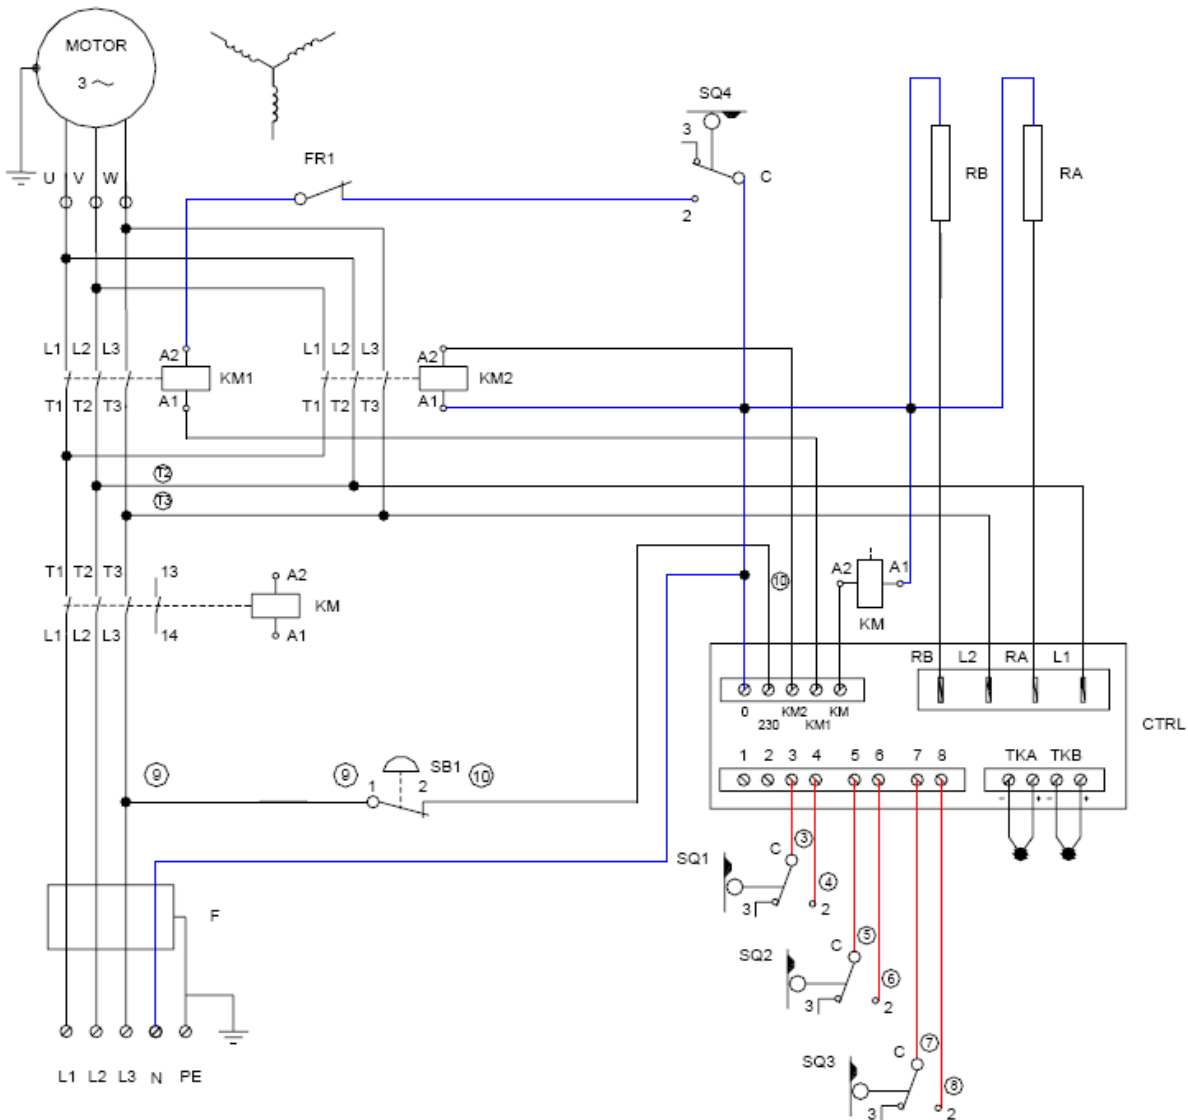 MOTOR
3 ~
SQ4
3
C
2
FR1
RB RA
U V W
L1 L2 L3
A2
KM1
A1
T1 T2 T3
L1 L2 L3
A2
KM2
A1
T1 T2 T3
T2
T3
T1 T2 T3 13
A2
KM
A1
L1 L2 L3 14
10
A2 A1
KM
RB L2 RA L1
0 230 KM2 KM1 KM
CTRL
1 2 3 4 5 6 7 8
TKA TKB
- + - +
9 9 1 SB1 2 10
SQ1 C 3
4
3 2
SQ2 C 5
6
3 2
SQ3 C 7
8
3 2
F
L1 L2 L3 N PE